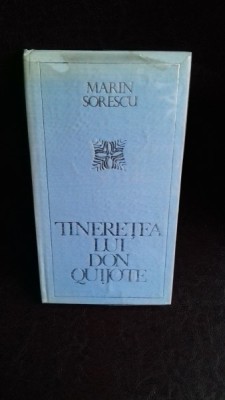 MARIN
SORESCU
TINEREȚEA
LUI
DON
QUIJOTE